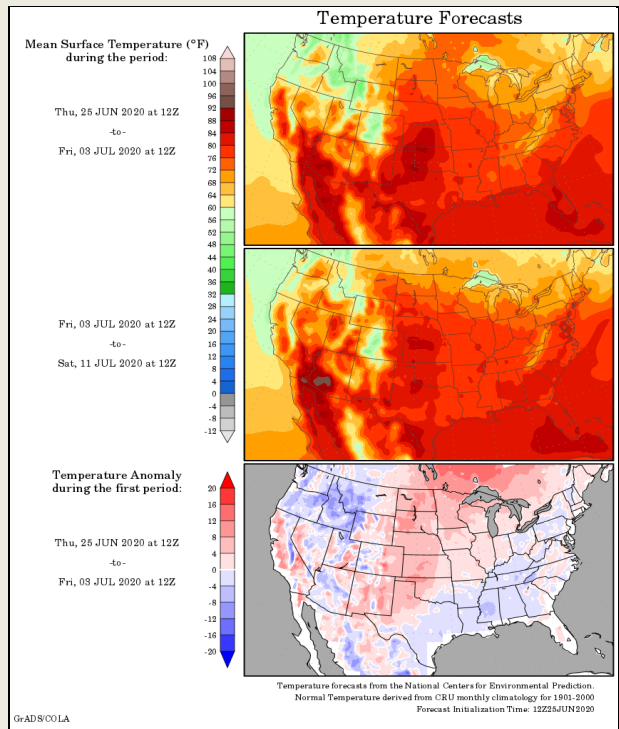 Temperature Forecasts
Mean Surface Temperature (°F)
during the period:
Thu, 25 JUN 2020 at 12Z
-to-
Fri, 03 JUL 2020 at 12Z
108
104
100
96
92
88
84
80
76
72
68
64
60
56
52
48
44
40
36
32
28
24
20
16
12
8
4
0
-4
-8
-12
Fri, 03 JUL 2020 at 12Z
-to-
Sat, 11 JUL 2020 at 12Z
Temperature Anomaly
during the first period:
Thu, 25 JUN 2020 at 12Z
-to-
Fri, 03 JUL 2020 at 12Z
20
16
12
8
4
0
-4
-8
-12
-16
-20
Temperature forecasts from the National Centers for Environmental Prediction.
Normal Temperature derived from CRU monthly climatology for 1901-2000
Forecast Initialization Time: 12Z25JUN2020
GrADS/COLA